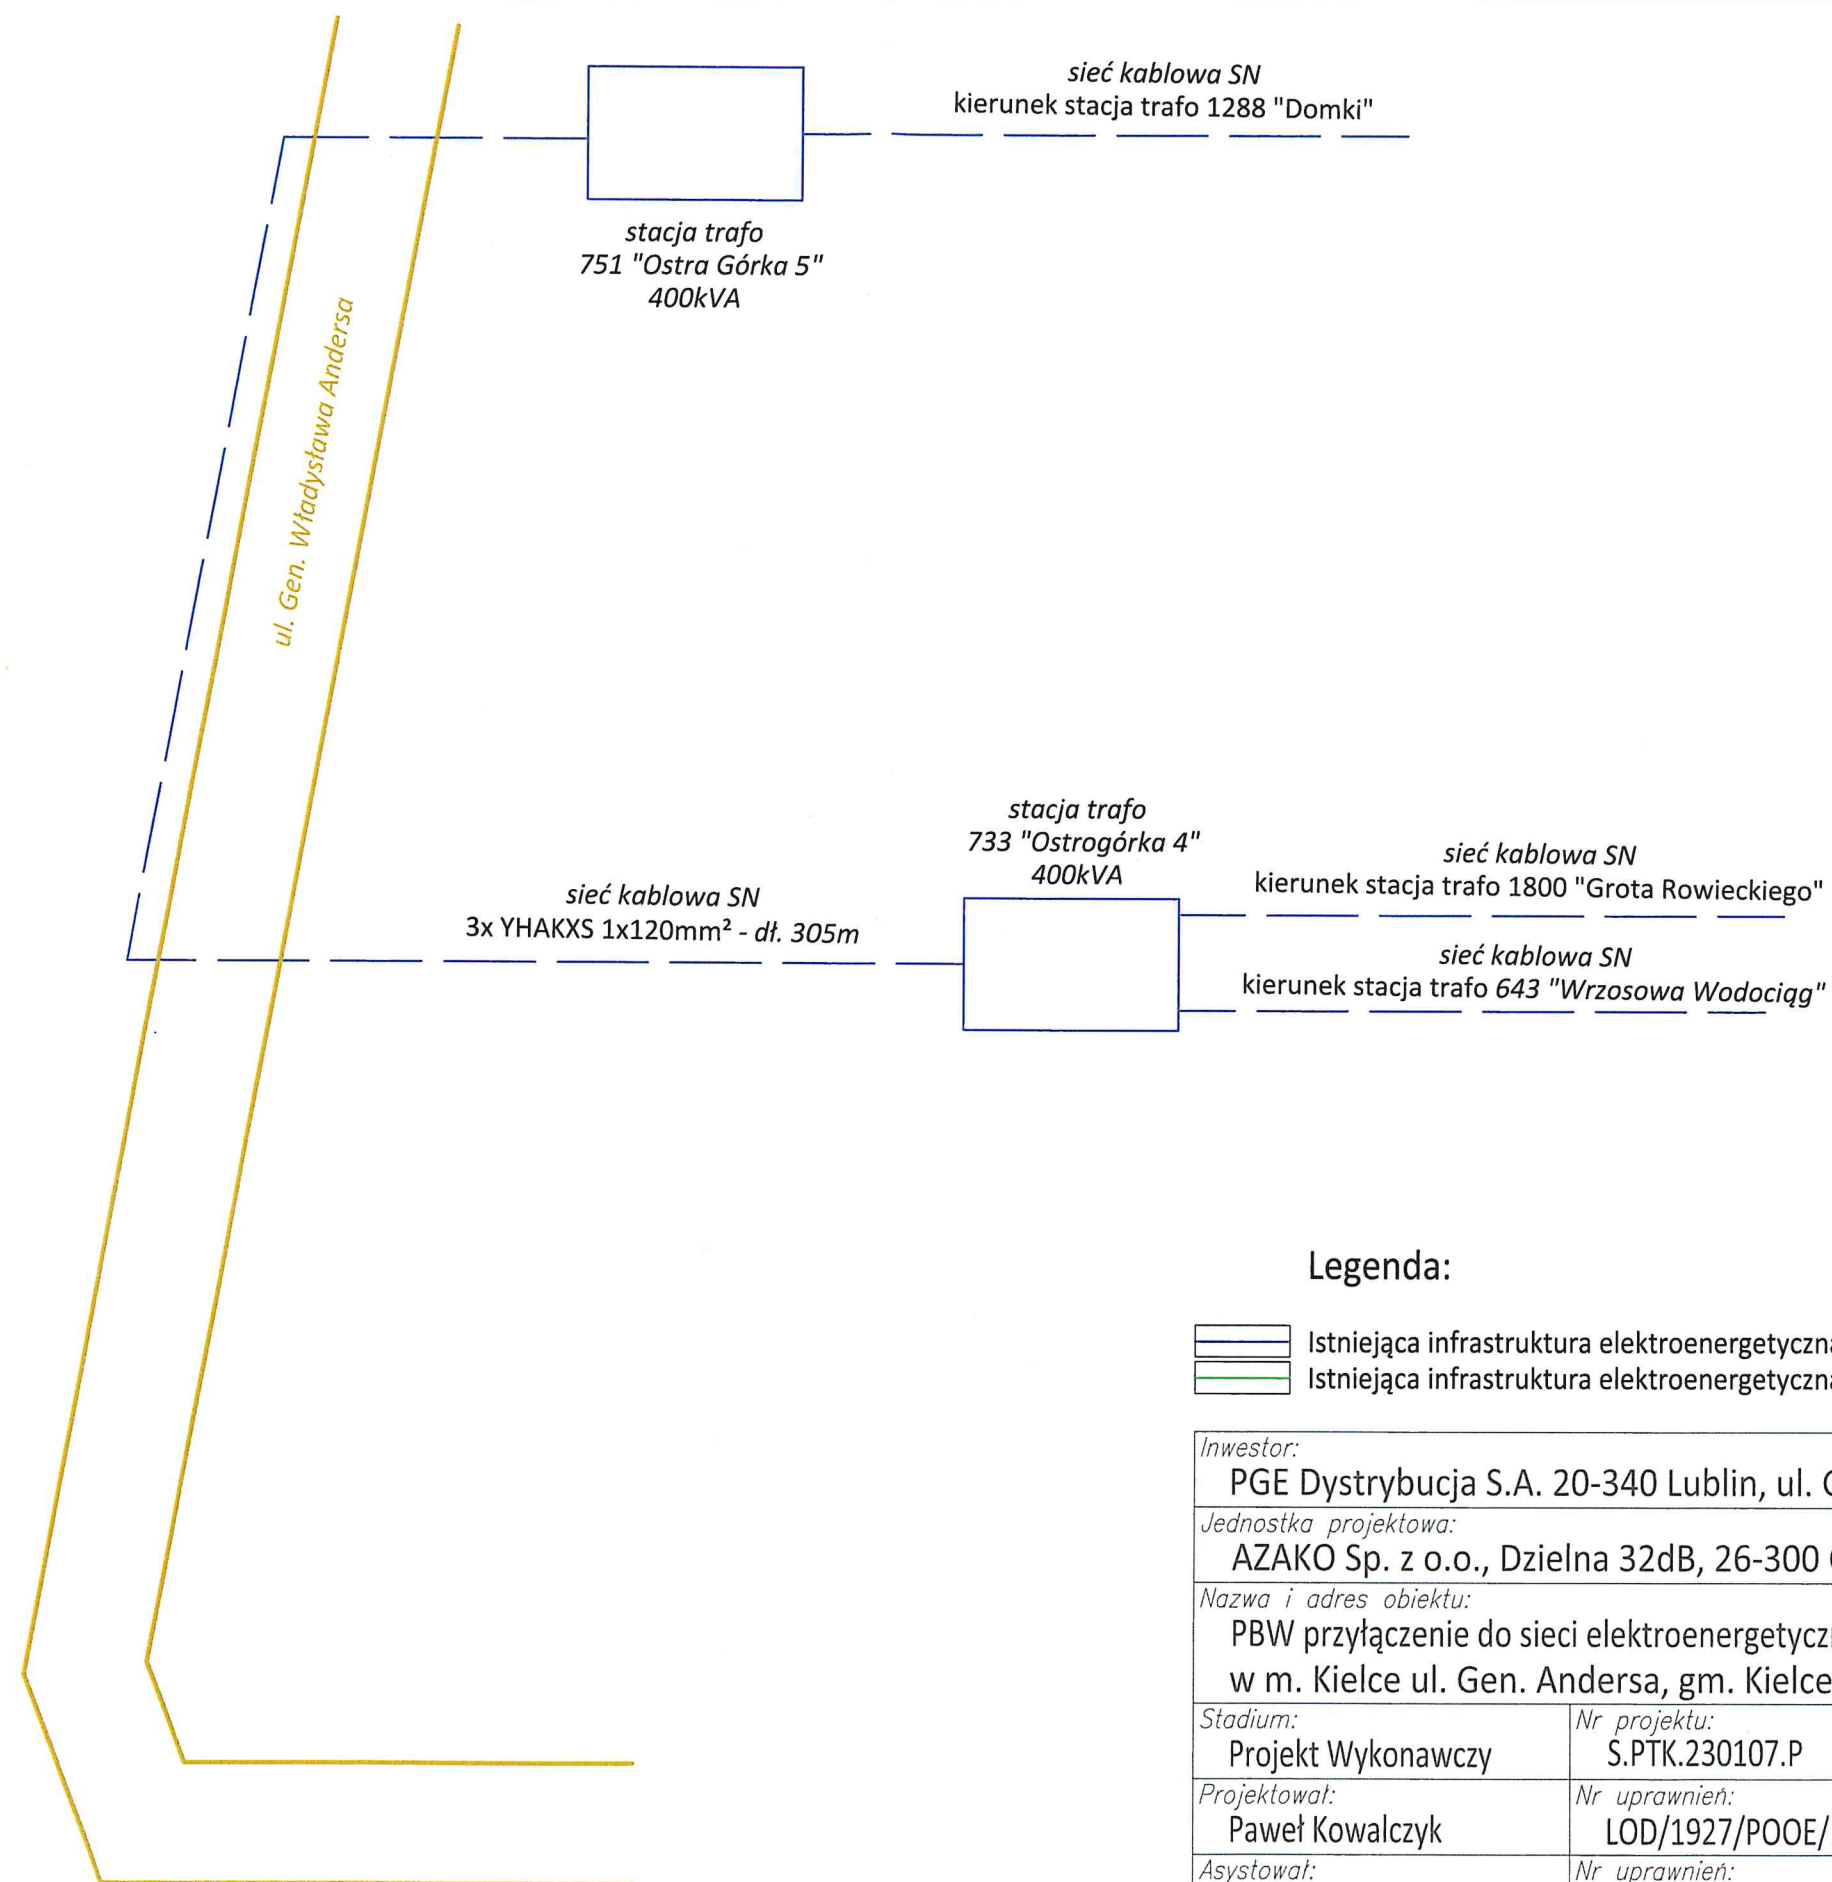 sieć kablowa SN
kierunek stacja trafo 1288 "Domki"
stacja trafo
751 "Ostra Górka 5"
400kVA
ul. Gen. Władysława Andersa
stacja trafo
733 "Ostrogórka 4"
400kVA
sieć kablowa SN
kierunek stacja trafo 1800 "Grota Rowieckiego"
sieć kablowa SN
3x YHAKXS 1x120mm² - dł. 305m
sieć kablowa SN
kierunek stacja trafo 643 "Wrzosowa Wodociąg"
Legenda:
Istniejąca infrastruktura elektroenergetyczna
Istniejąca infrastruktura elektroenergetyczna
Inwestor:
PGE Dystrybucja S.A. 20-340 Lublin, ul.
Jednostka projektowa:
AZAKO Sp. z o.o., Dzielna 32dB, 26-300
Nazwa i adres obiektu:
PBW przyłączenie do sieci
w m. Kielce ul. Gen. Andersa, gm. Kielce
Stadium:
Projekt Wykonawczy
Nr projektu:
S.PTK.230107.P
Projektował:
Paweł Kowalczyk
Nr uprawnień:
LOD/1927/POOE/
Asystował:
Nr uprawnień: